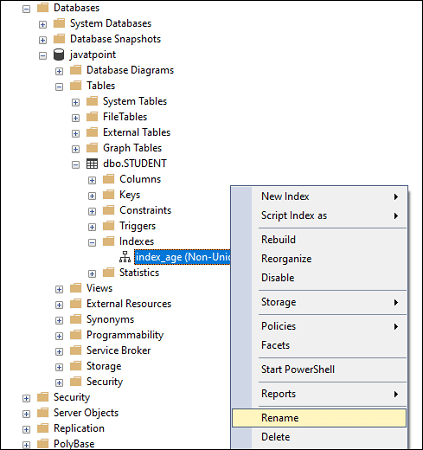 Databases
System Databases
Database Snapshots
javatpoint
Database Diagrams
Tables
System Tables
FileTables
External Tables
Graph Tables
dbo.STUDENT
Columns
Keys
Constraints
Triggers
Indexes
index_age (Non-Unic
Statistics
Views
External Resources
Synonyms
Programmability
Service Broker
Storage
Security
Security
Server Objects
Replication
PolyBase
New Index
Script Index as
Rebuild
Reorganize
Disable
Storage
Policies
Facets
Start PowerShell
Reports
Rename
Delete